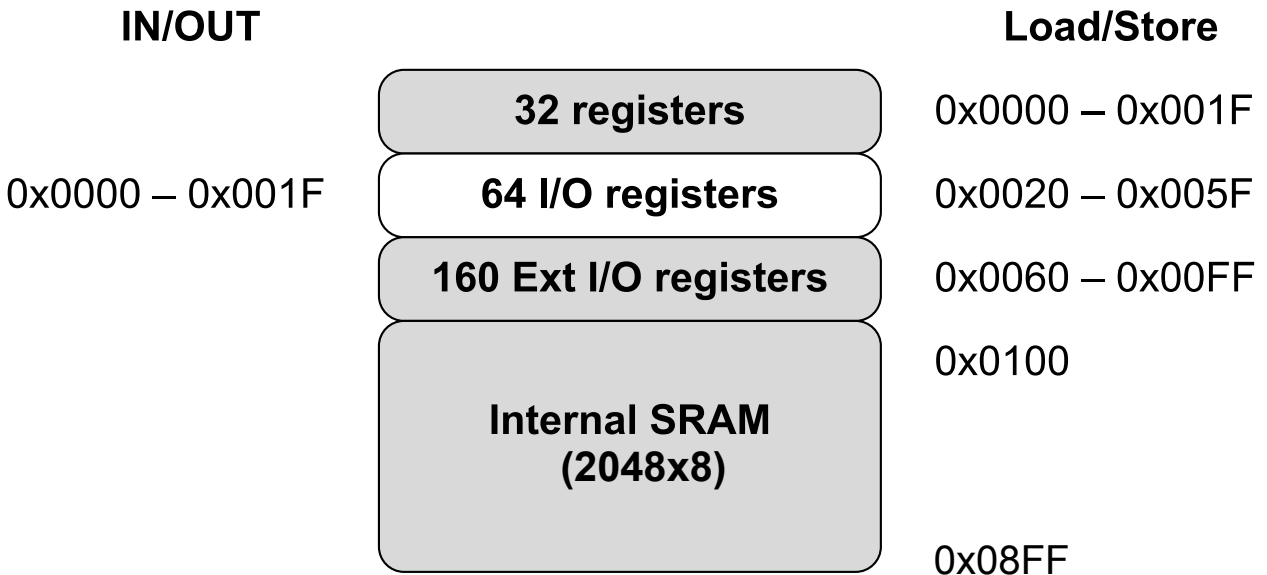 IN/OUT
Load/Store
32 registers
0x0000 – 0x001F
0x0000 – 0x001F
64 I/O registers
0x0020 – 0x005F
160 Ext I/O registers
0x0060 – 0x00FF
0x0100
Internal SRAM
(2048x8)
0x08FF